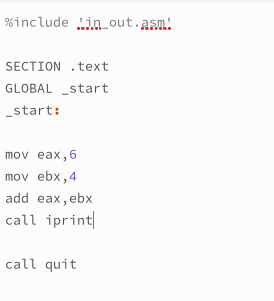 %include 'in_out.asm'
SECTION .text
GLOBAL _start
_start:
mov eax,6
mov ebx,4
add eax,ebx
call iprint
call quit